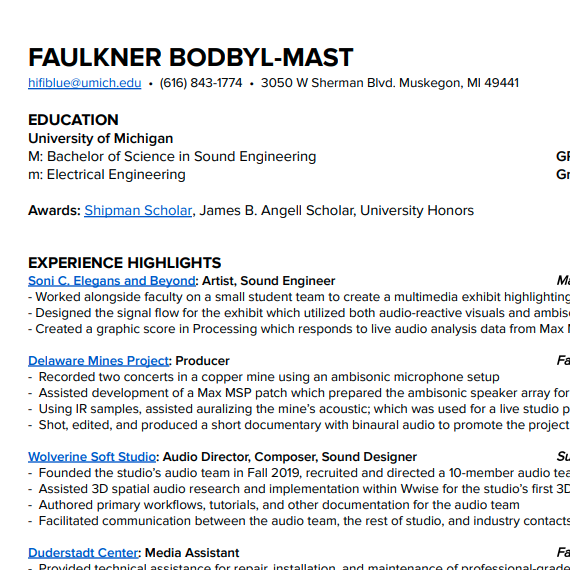 FAULKNER BODBYL-MAST
hifiblue@umich.edu • (616) 843-1774 • 3050 W Sherman Blvd. Muskegon, MI 49441
EDUCATION
University of Michigan
M: Bachelor of Science in Sound Engineering GP
m: Electrical Engineering Gr
Awards: Shipman Scholar, James B. Angell Scholar, University Honors
EXPERIENCE HIGHLIGHTS
Soni C. Elegans and Beyond: Artist, Sound Engineer Ma
- Worked alongside faculty on a small student team to create a multimedia exhibit highlighting
- Designed the signal flow for the exhibit which utilized both audio-reactive visuals and ambiso
- Created a graphic score in Processing which responds to live audio analysis data from Max M
Delaware Mines Project: Producer Fa
- Recorded two concerts in a copper mine using an ambisonic microphone setup
- Assisted development of a Max MSP patch which prepared the ambisonic speaker array for
- Using IR samples, assisted auralizing the mine's acoustic; which was used for a live studio p
- Shot, edited, and produced a short documentary with binaural audio to promote the project
Wolverine Soft Studio: Audio Director, Composer, Sound Designer Su
- Founded the studio's audio team in Fall 2019, recruited and directed a 10-member audio tea
- Assisted 3D spatial audio research and implementation within Wwise for the studio's first 3D
- Authored primary workflows, tutorials, and other documentation for the audio team
- Facilitated communication between the audio team, the rest of studio, and industry contacts
Duderstadt Center: Media Assistant Fa
- Provided technical assistance for repair, installation, and maintenance of professional-grade